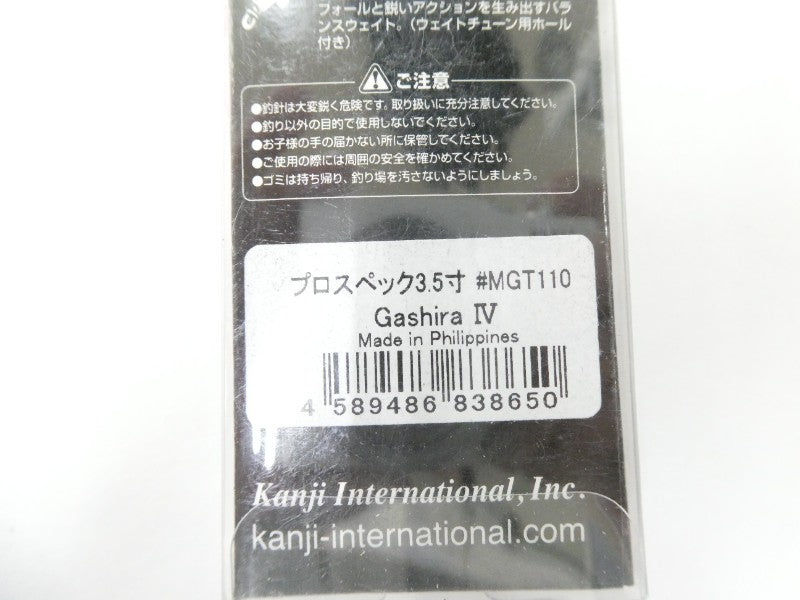 フォールと鋭いアクションを生み出すバラ
ンスウェイト。（ウェイトチューン用ホール
付き）
ご注意
●釣針は大変鋭く危険です。取り扱いに充分注意してください。
●釣り以外の目的で使用しないでください。
●お子様の手の届かない所に保管してください。
●ご使用の際には周囲の安全を確かめてください。
●ゴミは持ち帰り、釣り場を汚さないようにしましょう。
プロスペック3.5寸 #MGT110
Gashira Ⅳ
Made in Philippines
4 589486 838650
Kanji International, Inc.
kanji-international.com